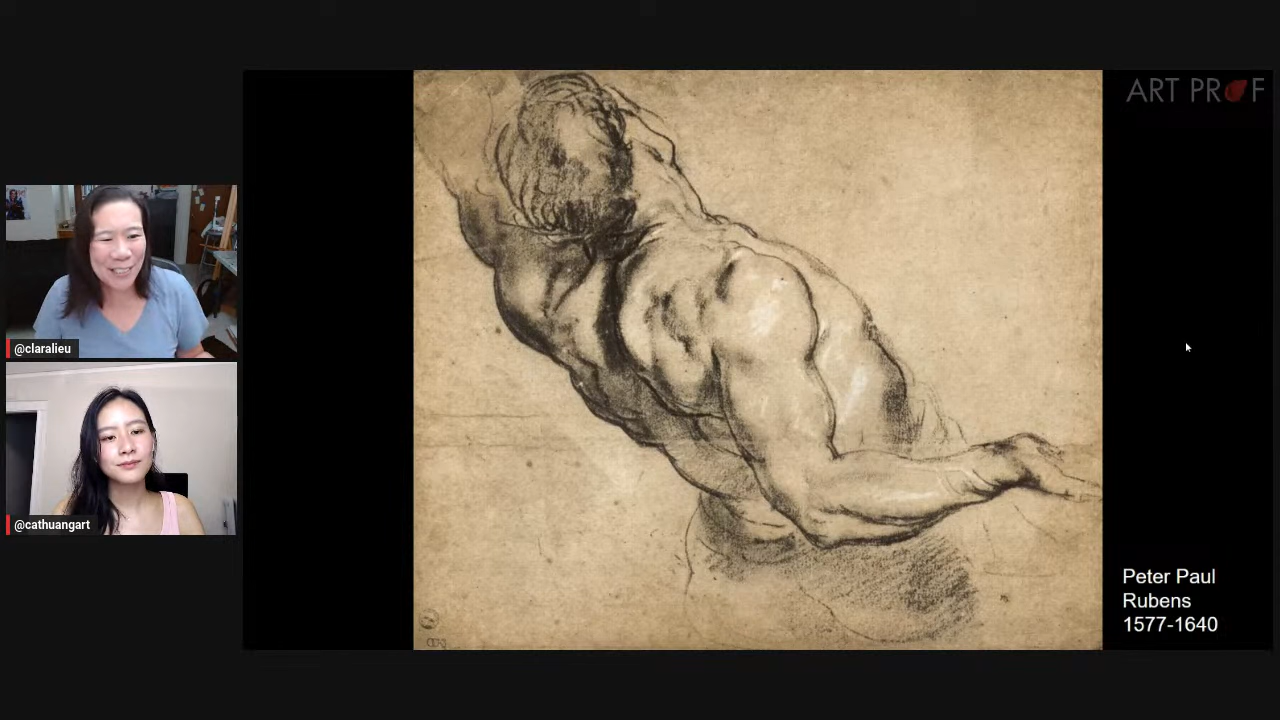 ART PROF
@claralieu
@cathuangart
Peter Paul
Rubens
1577-1640